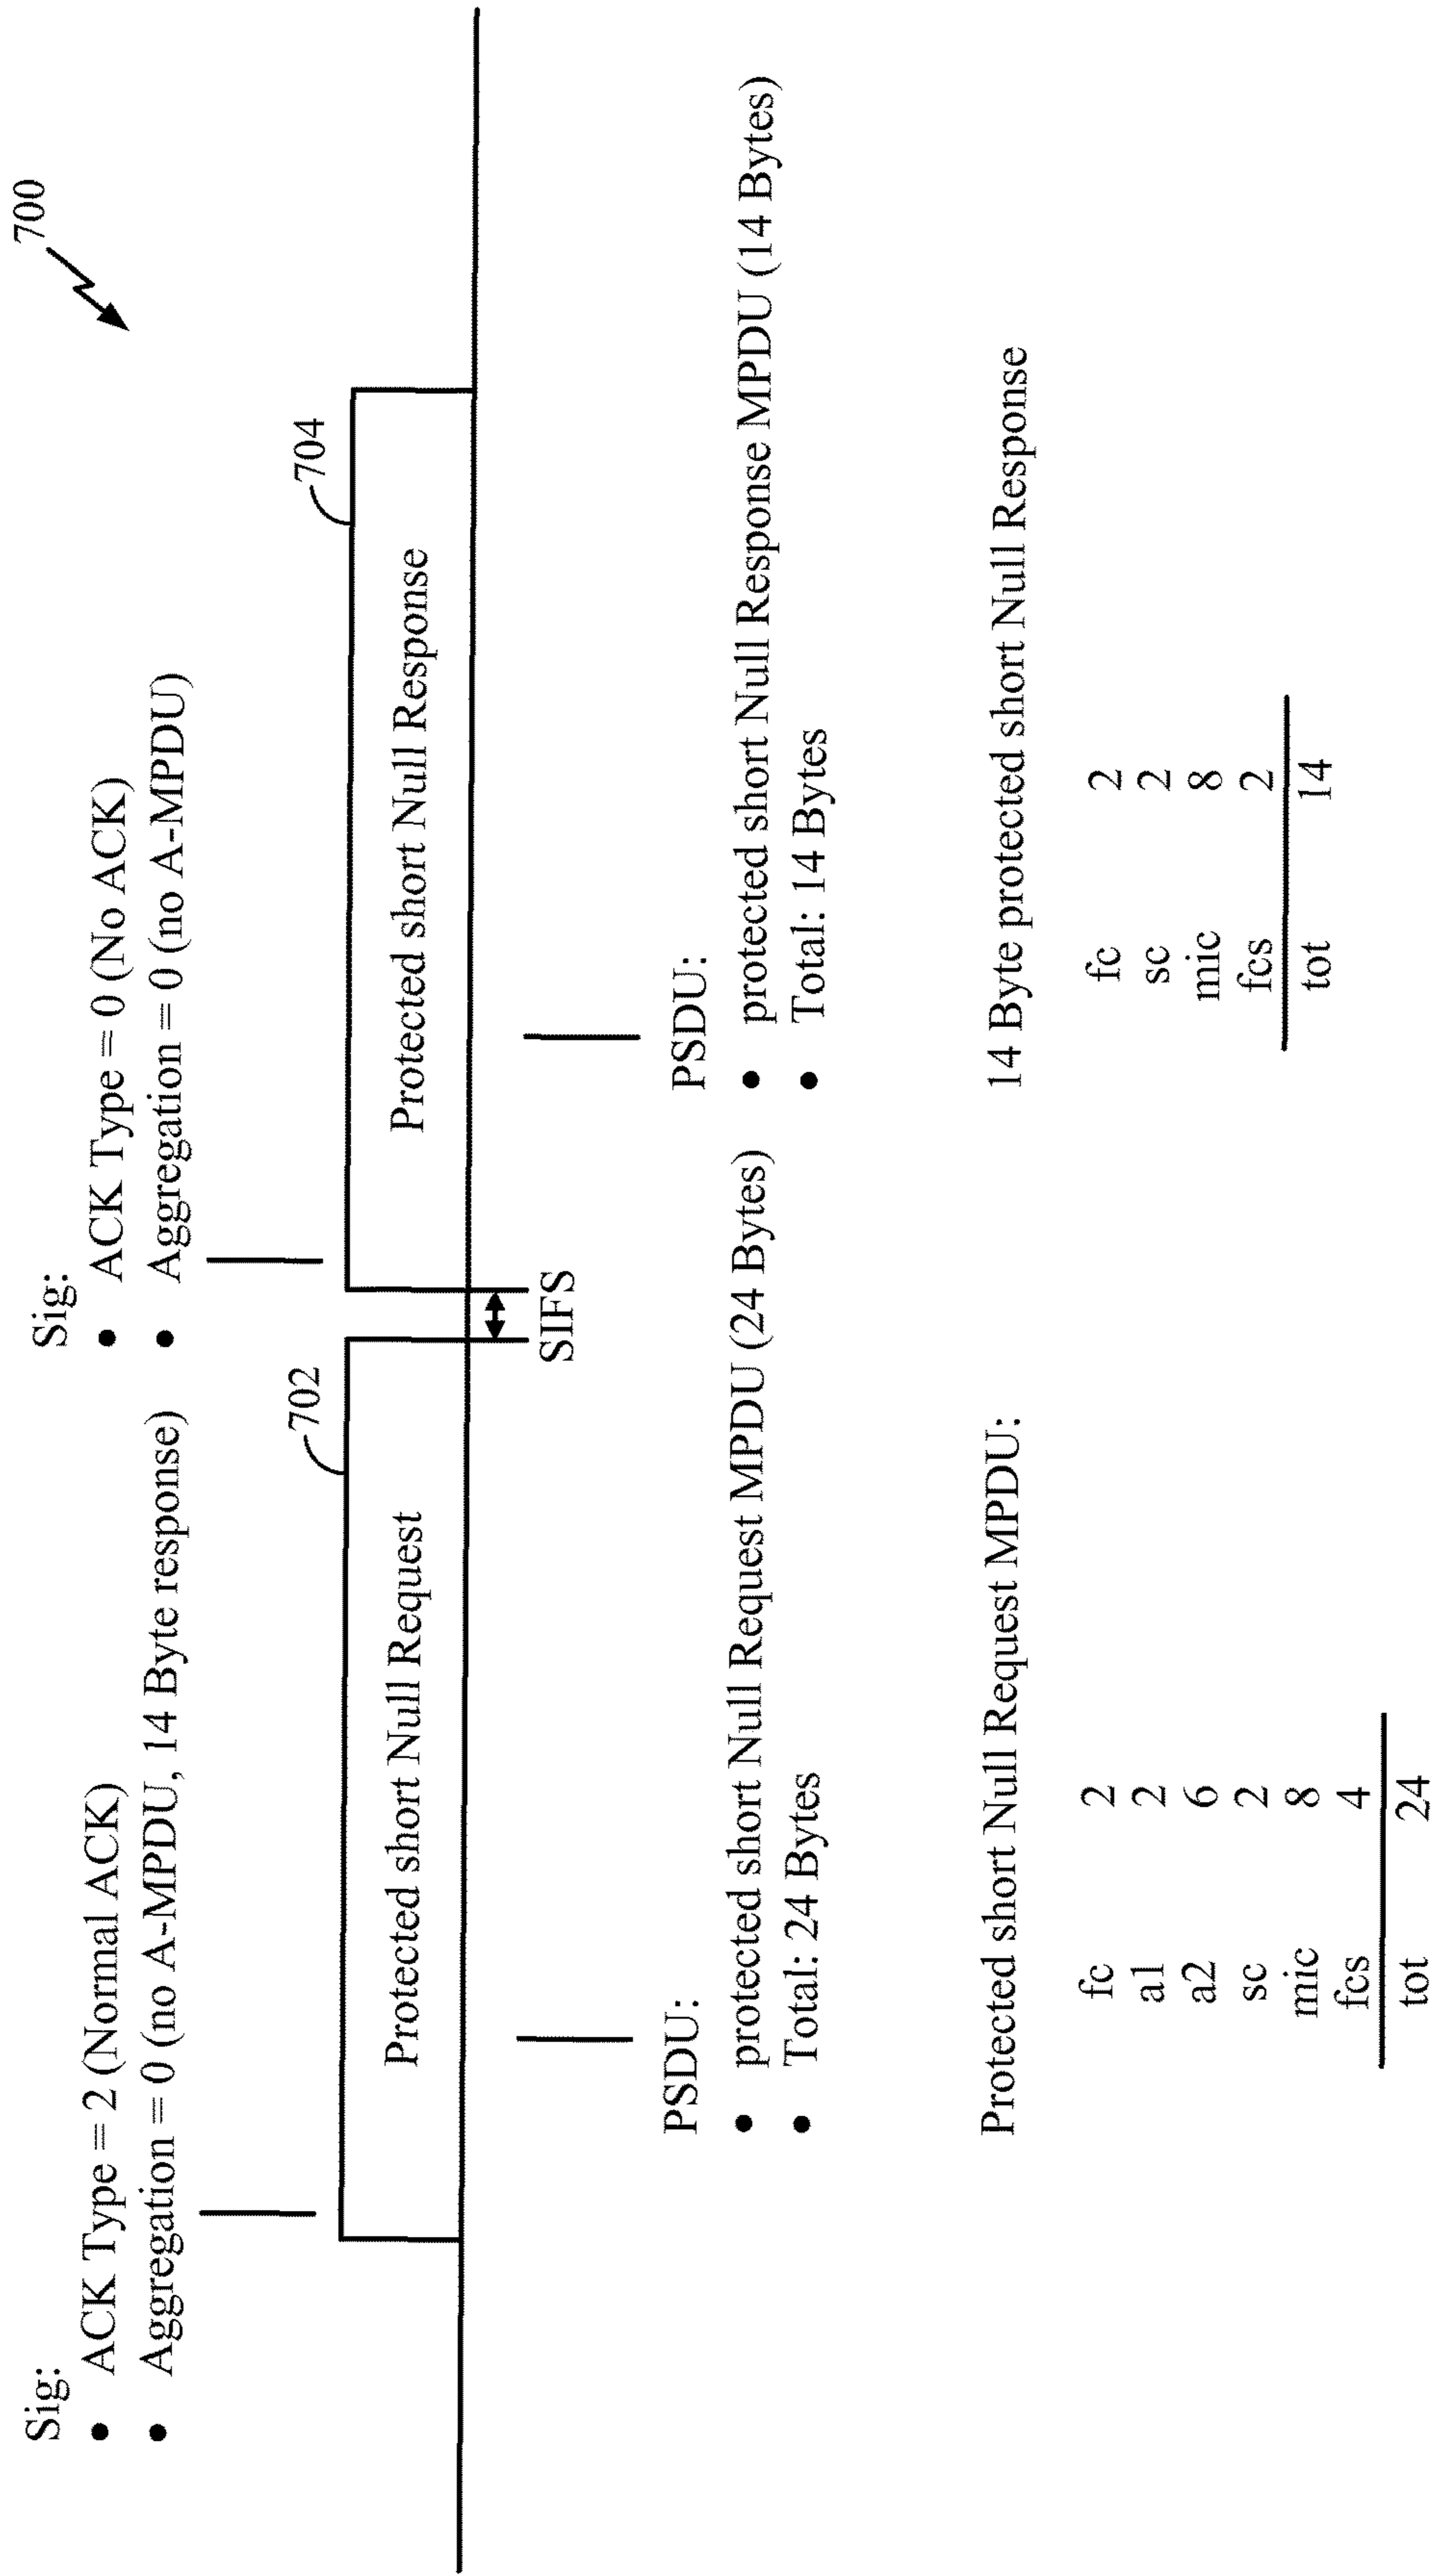 700
Sig:
• ACK Type = 2 (Normal ACK)
• Aggregation = 0 (no A-MPDU, 14 Byte response)
Sig:
• ACK Type = 0 (No ACK)
• Aggregation = 0 (no A-MPDU)
702
704
Protected short Null Request
Protected short Null Response
SIFS
PSDU:
• protected short Null Request MPDU (24 Bytes)
• Total: 24 Bytes
PSDU:
• protected short Null Response MPDU (14 Bytes)
• Total: 14 Bytes
Protected short Null Request MPDU:
fc 2
a1 2
a2 6
sc 2
mic 8
fcs 4
tot 24
14 Byte protected short Null Response
fc 2
sc 2
mic 8
fcs 2
tot 14